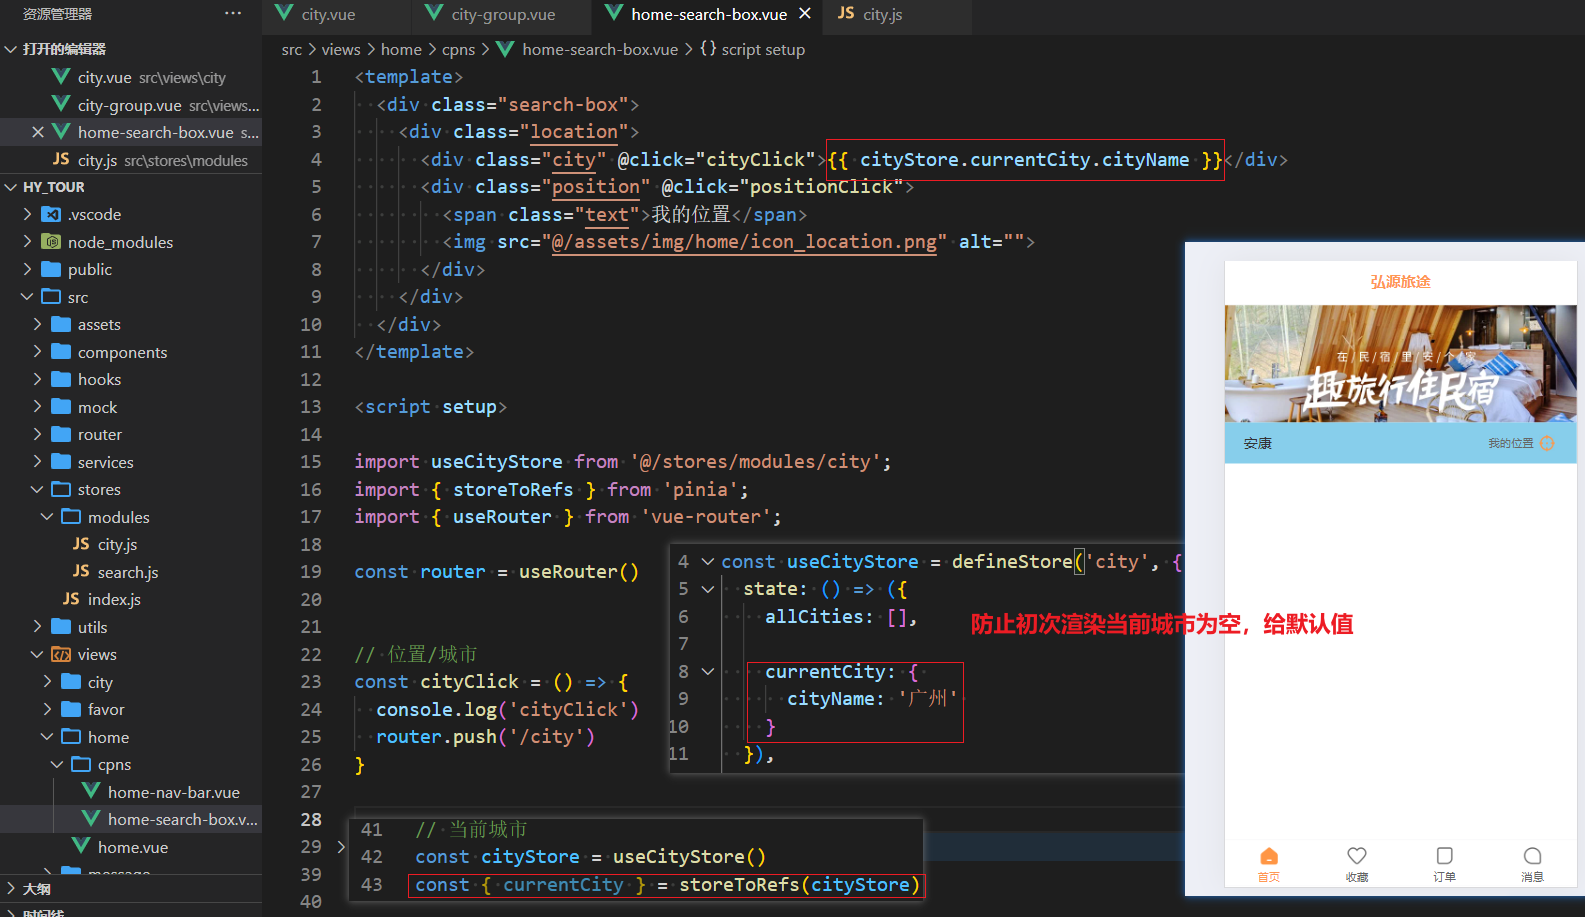 资源管理器 ···
打开的编辑器
city.vue src\views\city
city-group.vue src\views...
home-search-box.vue s...
JS city.js src\stores\modules
HY_TOUR
.vscode
node_modules
public
src
assets
components
hooks
mock
router
services
stores
modules
JS city.js
JS search.js
JS index.js
utils
views
city
favor
home
cpns
home-nav-bar.vue
home-search-box.v...
home.vue
message
大纲
时间线
city.vue city-group.vue home-search-box.vue JS city.js
src > views > home > cpns > home-search-box.vue > {} script setup
1 <template>
2 <div class="search-box">
3 <div class="location">
4 <div class="city" @click="cityClick">{{ cityStore.currentCity.cityName }}</div>
5 <div class="position" @click="positionClick">
6 <span class="text">我的位置</span>
7 <img src="@/assets/img/home/icon_location.png" alt="">
8 </div>
9 </div>
10 </div>
11 </template>
12
13 <script setup>
14
15 import useCityStore from '@/stores/modules/city';
16 import { storeToRefs } from 'pinia';
17 import { useRouter } from 'vue-router';
18
19 const router = useRouter()
20
21
22 // 位置/城市
23 const cityClick = () => {
24 console.log('cityClick')
25 router.push('/city')
26 }
27
28
29
39
40
41 // 当前城市
42 const cityStore = useCityStore()
43 const { currentCity } = storeToRefs(cityStore)
4 const useCityStore = defineStore('city', {
5 state: () => ({
6 allCities: [],
7
8 currentCity: {
9 cityName: '广州'
10 }
11 }),
防止初次渲染当前城市为空，给默认值
弘源旅途
在/民/宿/里/安/个/家
趣旅行住民宿
安康 我的位置
首页 收藏 订单 消息